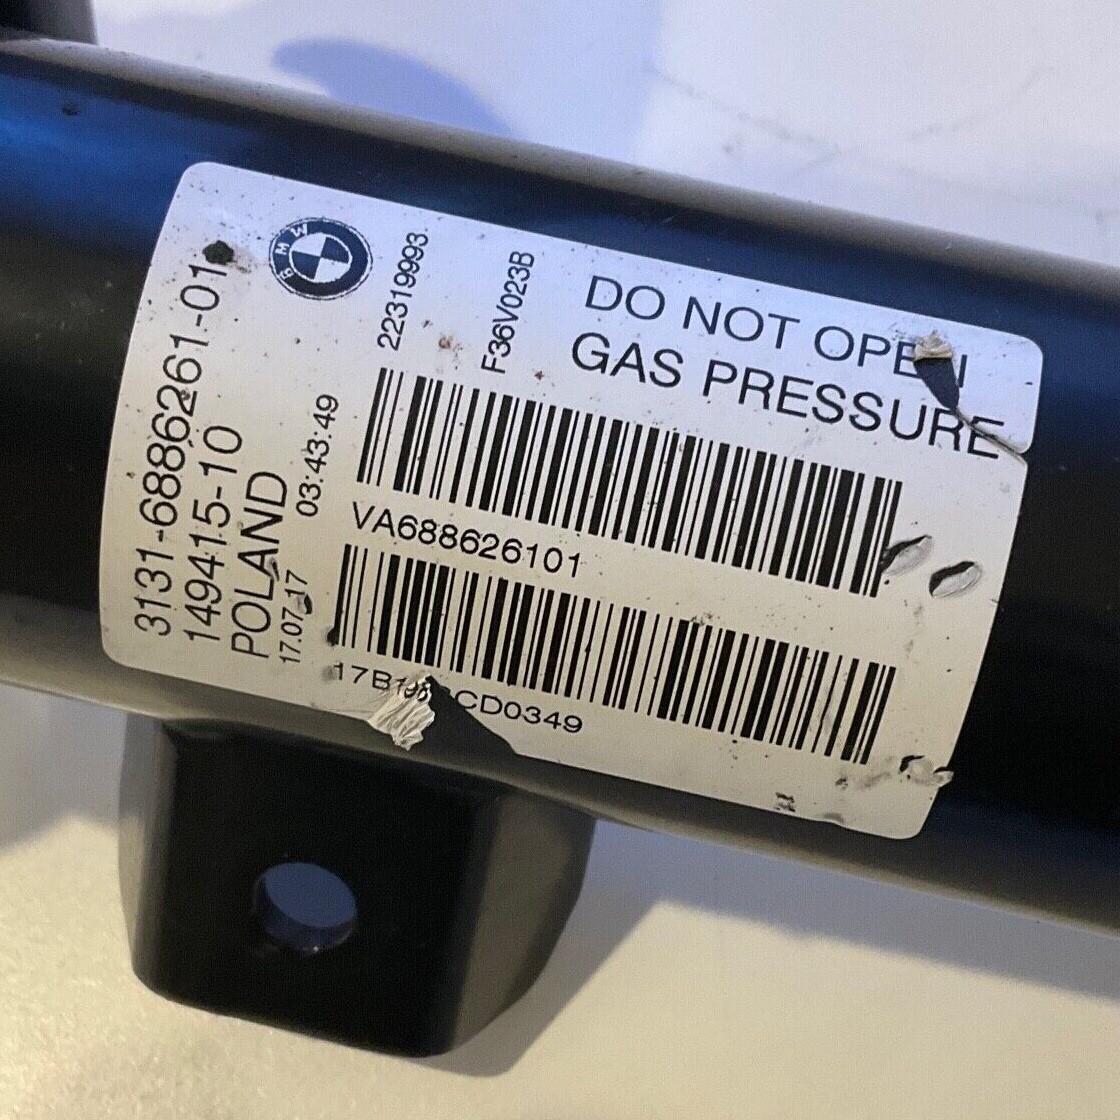 BMW
3131-6886261-01
149415-10
POLAND
17.07.17 03:43:49
22319993
F36V023B
DO NOT OPEN
GAS PRESSURE
VA688626101